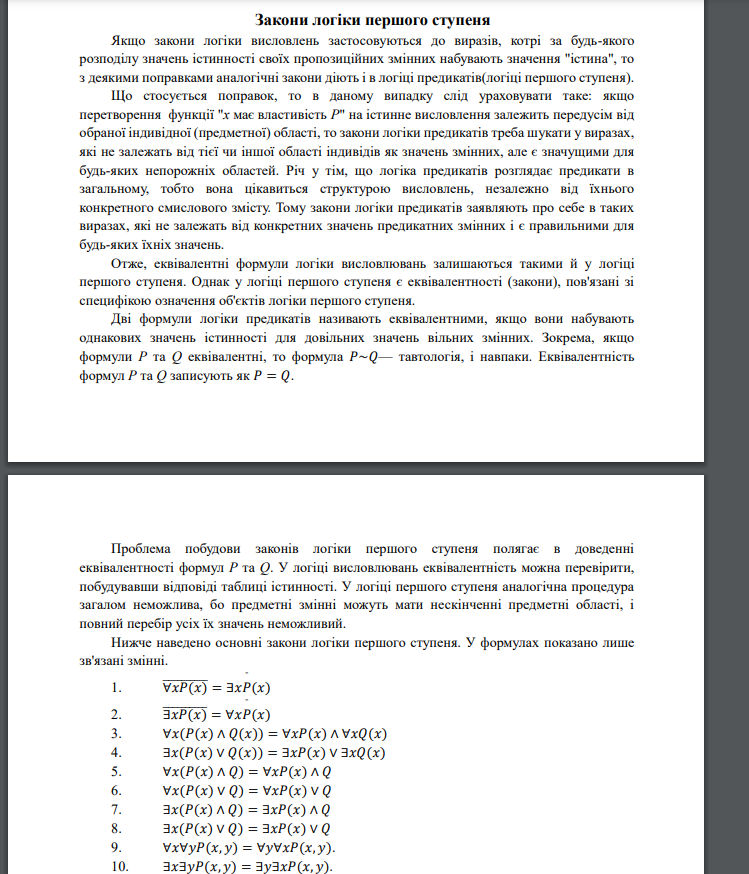 Закони логіки першого ступеня
Якщо закони логіки висловлень застосовуються до виразів, котрі за будь-якого
розподілу значень істинності своїх пропозиційних змінних набувають значення "істина", то
з деякими поправками аналогічні закони діють і в логіці предикатів(логіці першого ступеня).
Що стосується поправок, то в даному випадку слід ураховувати таке: якщо
перетворення функції "x має властивість P" на істинне висловлення залежить передусім від
обраної індивідної (предметної) області, то закони логіки предикатів треба шукати у виразах,
які не залежать від тієї чи іншої області індивідів як значень змінних, але є значущими для
будь-яких непорожніх областей. Річ у тім, що логіка предикатів розглядає предикати в
загальному, тобто вона цікавиться структурою висловлень, незалежно від їхнього
конкретного смислового змісту. Тому закони логіки предикатів заявляють про себе в таких
виразах, які не залежать від конкретних значень предикатних змінних і є правильними для
будь-яких їхніх значень.
Отже, еквівалентні формули логіки висловлювань залишаються такими й у логіці
першого ступеня. Однак у логіці першого ступеня є еквівалентності (закони), пов'язані зі
специфікою означення об'єктів логіки першого ступеня.
Дві формули логіки предикатів називають еквівалентними, якщо вони набувають
однакових значень істинності для довільних значень вільних змінних. Зокрема, якщо
формули P та Q еквівалентні, то формула P~Q— тавтологія, і навпаки. Еквівалентність
формул P та Q записують як P = Q.
Проблема побудови законів логіки першого ступеня полягає в доведенні
еквівалентності формул P та Q. У логіці висловлювань еквівалентність можна перевірити,
побудувавши відповіді таблиці істинності. У логіці першого ступеня аналогічна процедура
загалом неможлива, бо предметні змінні можуть мати нескінченні предметні області, і
повний перебір усіх їх значень неможливий.
Нижче наведено основні закони логіки першого ступеня. У формулах показано лише
зв'язані змінні.
1. \overline{∀xP(x)} = ∃x\bar{P}(x)
2. \overline{∃xP(x)} = ∀x\bar{P}(x)
3. ∀x(P(x) ∧ Q(x)) = ∀xP(x) ∧ ∀xQ(x)
4. ∃x(P(x) ∨ Q(x)) = ∃xP(x) ∨ ∃xQ(x)
5. ∀x(P(x) ∧ Q) = ∀xP(x) ∧ Q
6. ∀x(P(x) ∨ Q) = ∀xP(x) ∨ Q
7. ∃x(P(x) ∧ Q) = ∃xP(x) ∧ Q
8. ∃x(P(x) ∨ Q) = ∃xP(x) ∨ Q
9. ∀x∀yP(x, y) = ∀y∀xP(x, y).
10. ∃x∃yP(x, y) = ∃y∃xP(x, y).